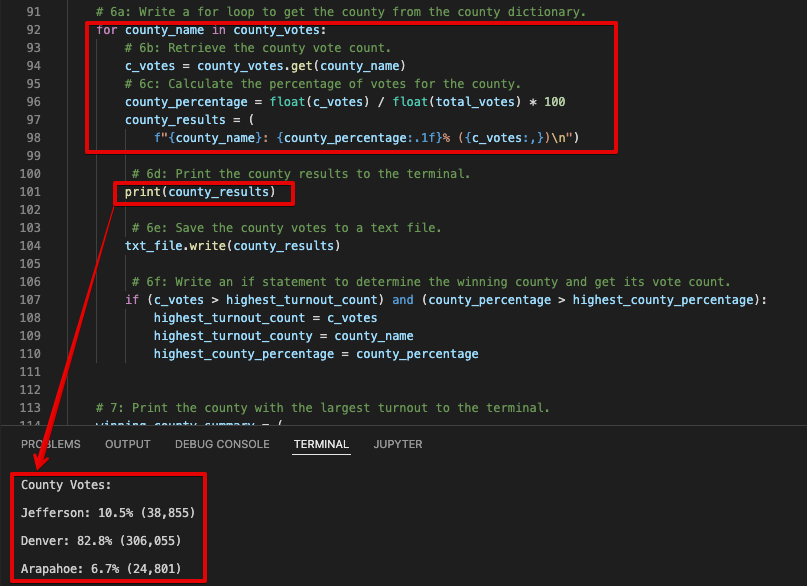 91 # 6a: Write a for loop to get the county from the county dictionary.
92 for county_name in county_votes:
93 # 6b: Retrieve the county vote count.
94 c_votes = county_votes.get(county_name)
95 # 6c: Calculate the percentage of votes for the county.
96 county_percentage = float(c_votes) / float(total_votes) * 100
97 county_results = (
98 f"{county_name}: {county_percentage:.1f}% ({c_votes:,})\n")
99
100 # 6d: Print the county results to the terminal.
101 print(county_results)
102
103 # 6e: Save the county votes to a text file.
104 txt_file.write(county_results)
105
106 # 6f: Write an if statement to determine the winning county and get its vote count.
107 if (c_votes > highest_turnout_count) and (county_percentage > highest_county_percentage):
108 highest_turnout_count = c_votes
109 highest_turnout_county = county_name
110 highest_county_percentage = county_percentage
111
112
113 # 7: Print the county with the largest turnout to the terminal.
114 winning_county_summary = (
PROBLEMS OUTPUT DEBUG CONSOLE TERMINAL JUPYTER
County Votes:
Jefferson: 10.5% (38,855)
Denver: 82.8% (306,055)
Arapahoe: 6.7% (24,801)